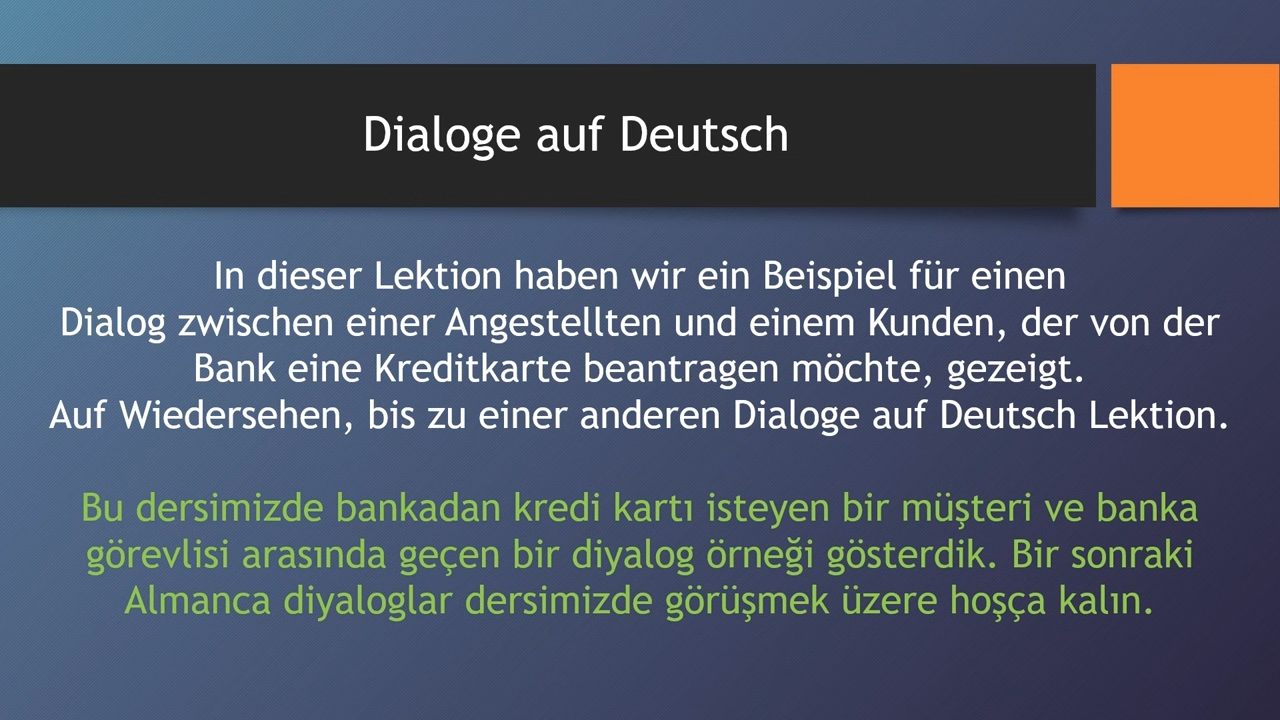 Dialoge auf Deutsch
In dieser Lektion haben wir ein Beispiel für einen
Dialog zwischen einer Angestellten und einem Kunden, der von der
Bank eine Kreditkarte beantragen möchte, gezeigt.
Auf Wiedersehen, bis zu einer anderen Dialoge auf Deutsch Lektion.
Bu dersimizde bankadan kredi kartı isteyen bir müşteri ve banka
görevlisi arasında geçen bir diyalog örneği gösterdik. Bir sonraki
Almanca diyaloglar dersimizde görüşmek üzere hoşça kalın.